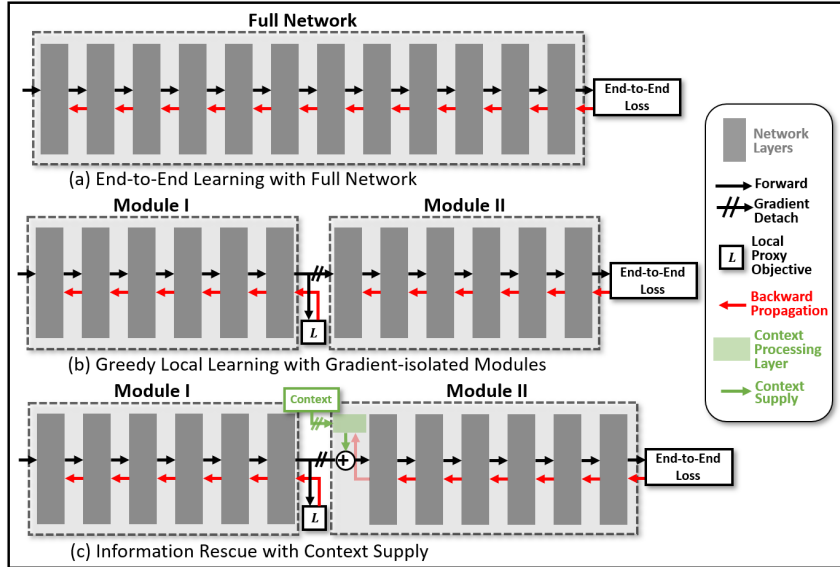 Full Network
End-to-End
Loss
(a) End-to-End Learning with Full Network
Module I
Module II
End-to-End
Loss
L
(b) Greedy Local Learning with Gradient-isolated Modules
Module I
Context
Module II
End-to-End
Loss
L
(c) Information Rescue with Context Supply
Network
Layers
Forward
Gradient
Detach
L
Local
Proxy
Objective
Backward
Propagation
Context
Processing
Layer
Context
Supply